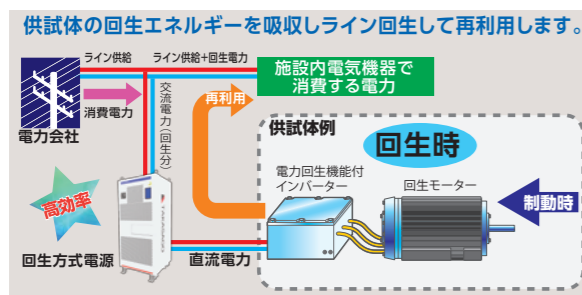 供試体の回生エネルギーを吸収しライン回生して再利用します。
ライン供給
ライン供給+回生電力
施設内電気機器で
消費する電力
消費電力
電力会社
交流電力(回生分)
再利用
供試体例
回生時
電力回生機能付
インバーター
回生モーター
制動時
高効率
TAKASAGO
回生方式電源
直流電力